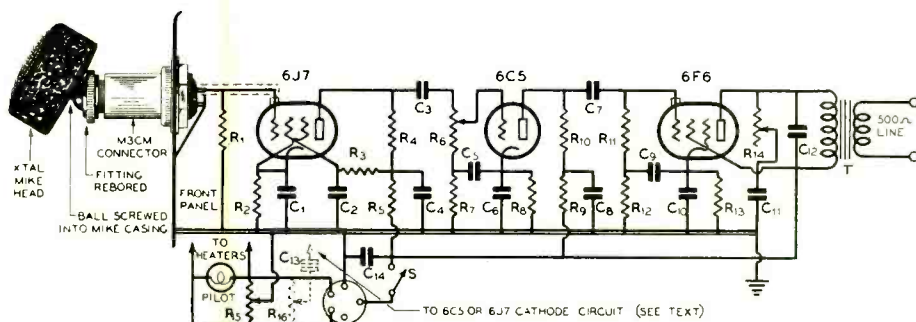 6J7
6C5
6F6
M3CM
CONNECTOR
XTAL
MIKE
HEAD
FITTING
REBORED
BALL SCREWED
INTO MIKE CASING
FRONT
PANEL
R1
R2
C1
C2
R3
R4
R5
C3
C4
R6
C5
R7
C6
R8
C7
R10
R9
C8
R11
R12
C9
C10
R13
R14
C11
C12
T
500Ω
LINE
TO
HEATERS
PILOT
R15
R16
C13
C14
S
TO 6C5 OR 6J7 CATHODE CIRCUIT (SEE TEXT)